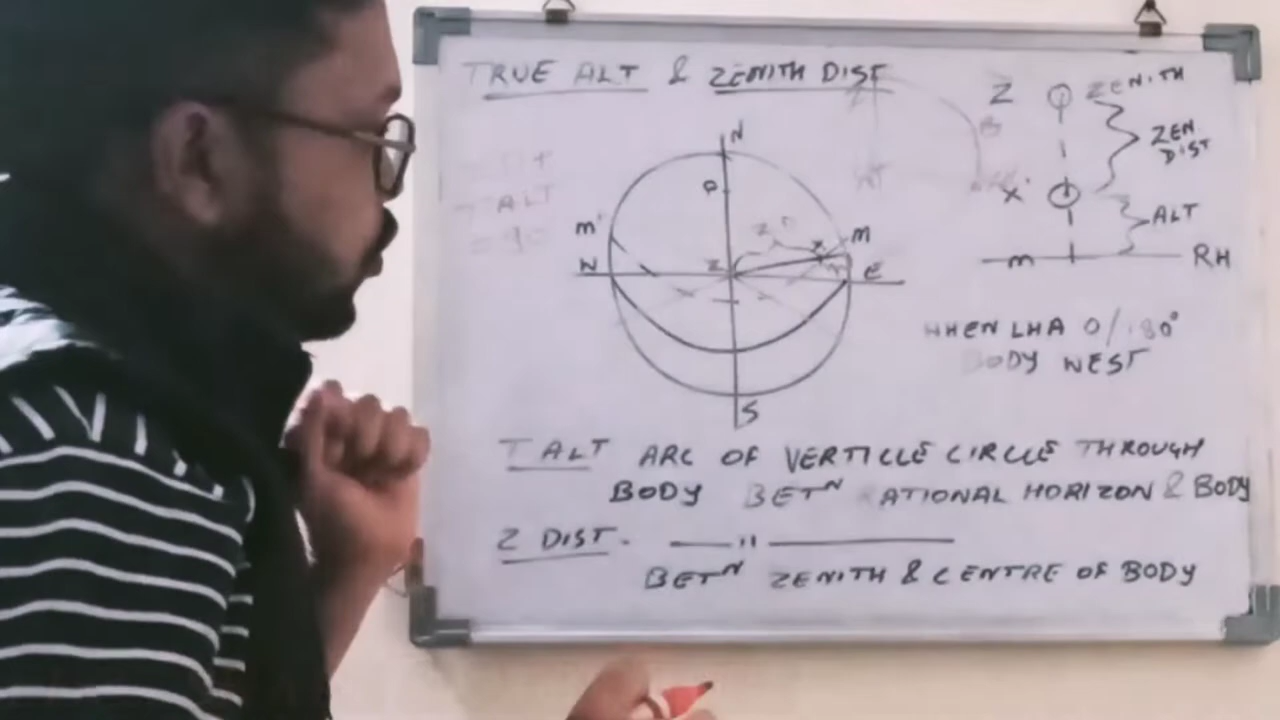 TRUE ALT & ZENITH DIST
Z ZENITH
ZEN
DIST
X
ALT
m RH
N
P
m'
m
N
Z
E
S
WHEN LHA 0/180°
BODY WEST
T ALT ARC OF VERTICLE CIRCLE THROUGH
BODY BETN RATIONAL HORIZON & BODY
Z DIST. — " —
BETN ZENITH & CENTRE OF BODY